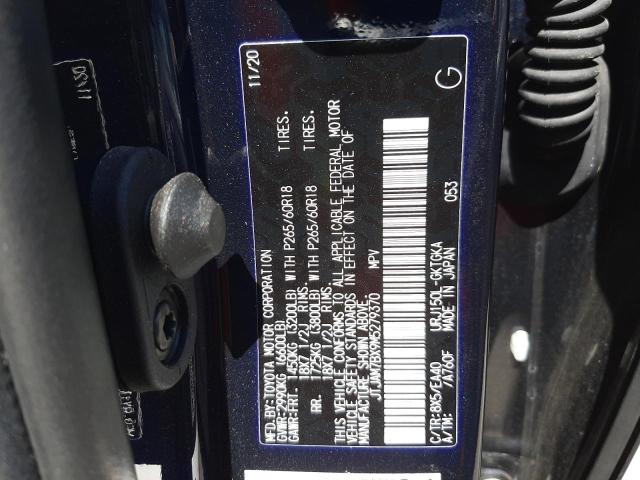 MFD.BY:TOYOTA MOTOR CORPORATION 11/20
GVWR-2990KG (6600LB)
GAWR-FRT. 1450KG (3200LB) WITH P265/60R18 TIRES.
18X7 1/2J RIMS.
RR. 1725KG (3800LB) WITH P265/60R18 TIRES.
18X7 1/2J RIMS.
THIS VEHICLE CONFORMS TO ALL APPLICABLE FEDERAL MOTOR
VEHICLE SAFETY STANDARDS IN EFFECT ON THE DATE OF
MANUFACTURE SHOWN ABOVE.
JTJAM7BX9M5279370 MPV
053
C/TR:8X5/EA40 URJ150L-GKTGKA
A/TM: /A760F MADE IN JAPAN
G